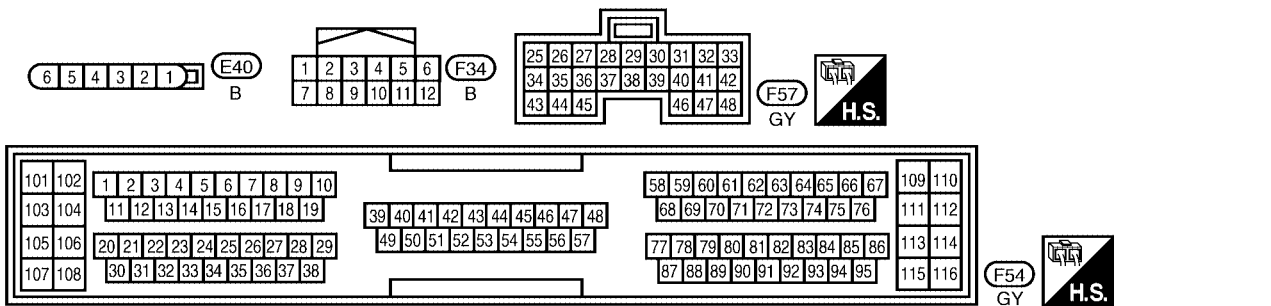 6 5 4 3 2 1 E40
B
1 2 3 4 5 6 F34
7 8 9 10 11 12 B
25 26 27 28 29 30 31 32 33
34 35 36 37 38 39 40 41 42 F57
43 44 45 46 47 48 GY
H.S.
101 102
103 104
105 106
107 108
1 2 3 4 5 6 7 8 9 10
11 12 13 14 15 16 17 18 19
20 21 22 23 24 25 26 27 28 29
30 31 32 33 34 35 36 37 38
39 40 41 42 43 44 45 46 47 48
49 50 51 52 53 54 55 56 57
58 59 60 61 62 63 64 65 66 67
68 69 70 71 72 73 74 75 76
77 78 79 80 81 82 83 84 85 86
87 88 89 90 91 92 93 94 95
109 110
111 112
113 114
115 116
F54
GY
H.S.